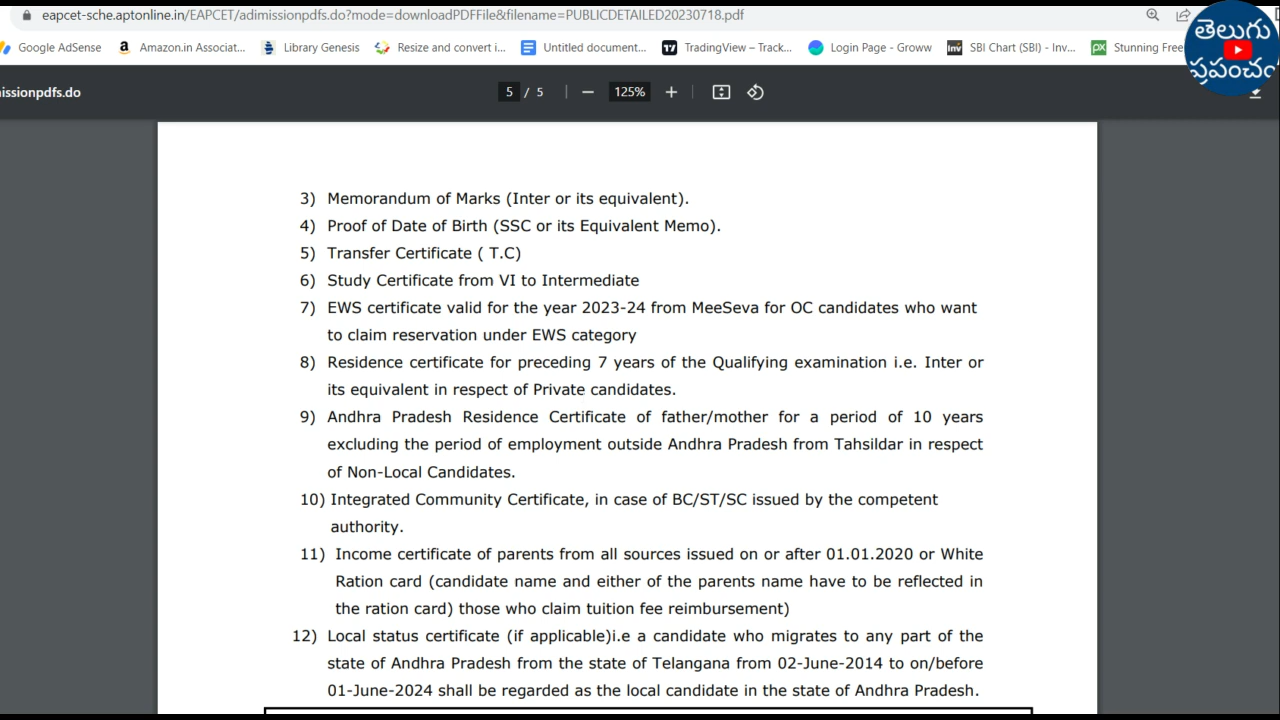 eapcet-sche.aptonline.in/EAPCET/adimissionpdfs.do?mode=downloadPDFFile&filename=PUBLICDETAILED20230718.pdf
Google AdSense Amazon.in Associat... Library Genesis Resize and convert i... Untitled document... TradingView – Track... Login Page - Groww SBI Chart (SBI) - Inv... Stunning Free
తెలుగు
ప్రపంచం
issionpdfs.do 5 / 5 125%
3) Memorandum of Marks (Inter or its equivalent).
4) Proof of Date of Birth (SSC or its Equivalent Memo).
5) Transfer Certificate ( T.C)
6) Study Certificate from VI to Intermediate
7) EWS certificate valid for the year 2023-24 from MeeSeva for OC candidates who want
to claim reservation under EWS category
8) Residence certificate for preceding 7 years of the Qualifying examination i.e. Inter or
its equivalent in respect of Private candidates.
9) Andhra Pradesh Residence Certificate of father/mother for a period of 10 years
excluding the period of employment outside Andhra Pradesh from Tahsildar in respect
of Non-Local Candidates.
10) Integrated Community Certificate, in case of BC/ST/SC issued by the competent
authority.
11) Income certificate of parents from all sources issued on or after 01.01.2020 or White
Ration card (candidate name and either of the parents name have to be reflected in
the ration card) those who claim tuition fee reimbursement)
12) Local status certificate (if applicable)i.e a candidate who migrates to any part of the
state of Andhra Pradesh from the state of Telangana from 02-June-2014 to on/before
01-June-2024 shall be regarded as the local candidate in the state of Andhra Pradesh.